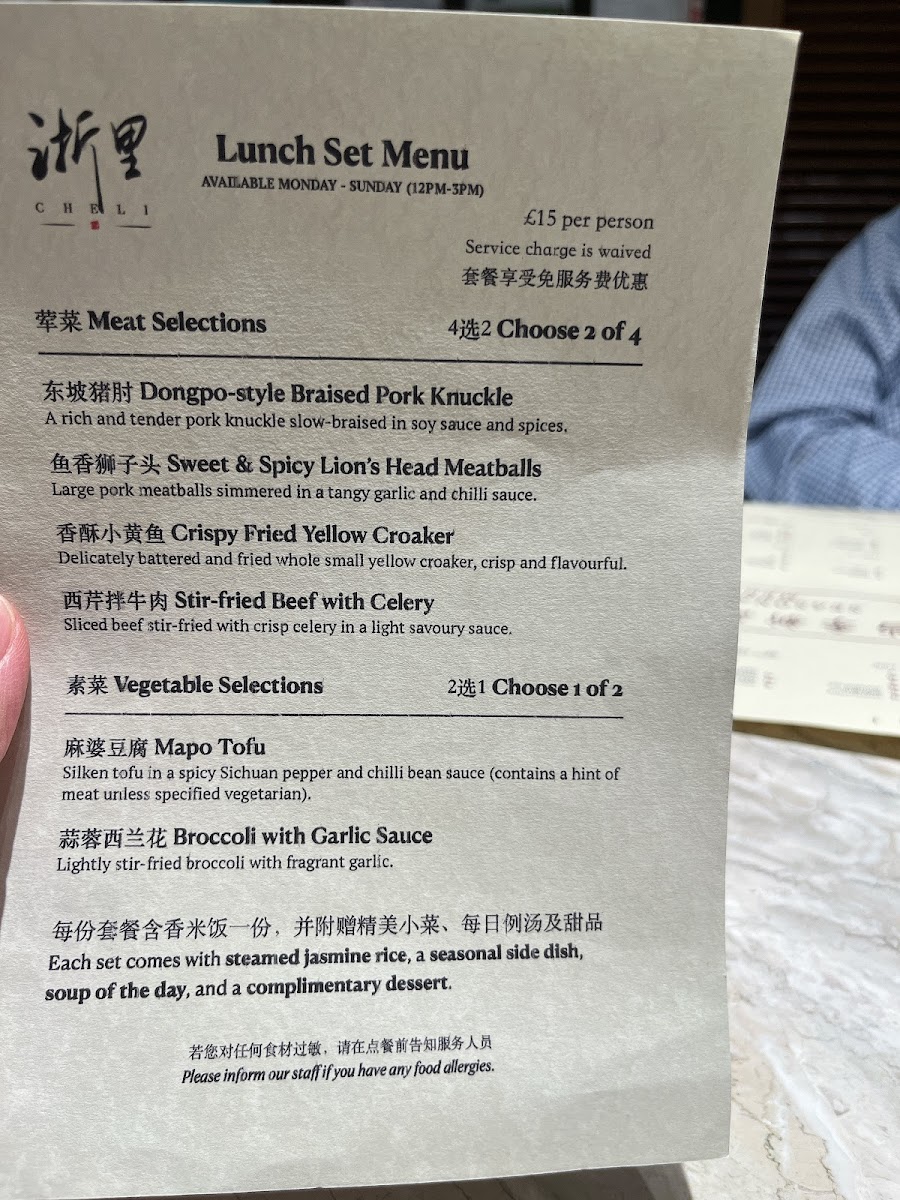 浙里
CHELI
Lunch Set Menu
AVAILABLE MONDAY - SUNDAY (12PM-3PM)
£15 per person
Service charge is waived
套餐享受免服务费优惠
荤菜 Meat Selections 4选2 Choose 2 of 4
东坡猪肘 Dongpo-style Braised Pork Knuckle
A rich and tender pork knuckle slow-braised in soy sauce and spices.
鱼香狮子头 Sweet & Spicy Lion's Head Meatballs
Large pork meatballs simmered in a tangy garlic and chilli sauce.
香酥小黄鱼 Crispy Fried Yellow Croaker
Delicately battered and fried whole small yellow croaker, crisp and flavourful.
西芹拌牛肉 Stir-fried Beef with Celery
Sliced beef stir-fried with crisp celery in a light savoury sauce.
素菜 Vegetable Selections 2选1 Choose 1 of 2
麻婆豆腐 Mapo Tofu
Silken tofu in a spicy Sichuan pepper and chilli bean sauce (contains a hint of
meat unless specified vegetarian).
蒜蓉西兰花 Broccoli with Garlic Sauce
Lightly stir-fried broccoli with fragrant garlic.
每份套餐含香米饭一份，并附赠精美小菜、每日例汤及甜品
Each set comes with steamed jasmine rice, a seasonal side dish,
soup of the day, and a complimentary dessert.
若您对任何食材过敏，请在点餐前告知服务人员
Please inform our staff if you have any food allergies.